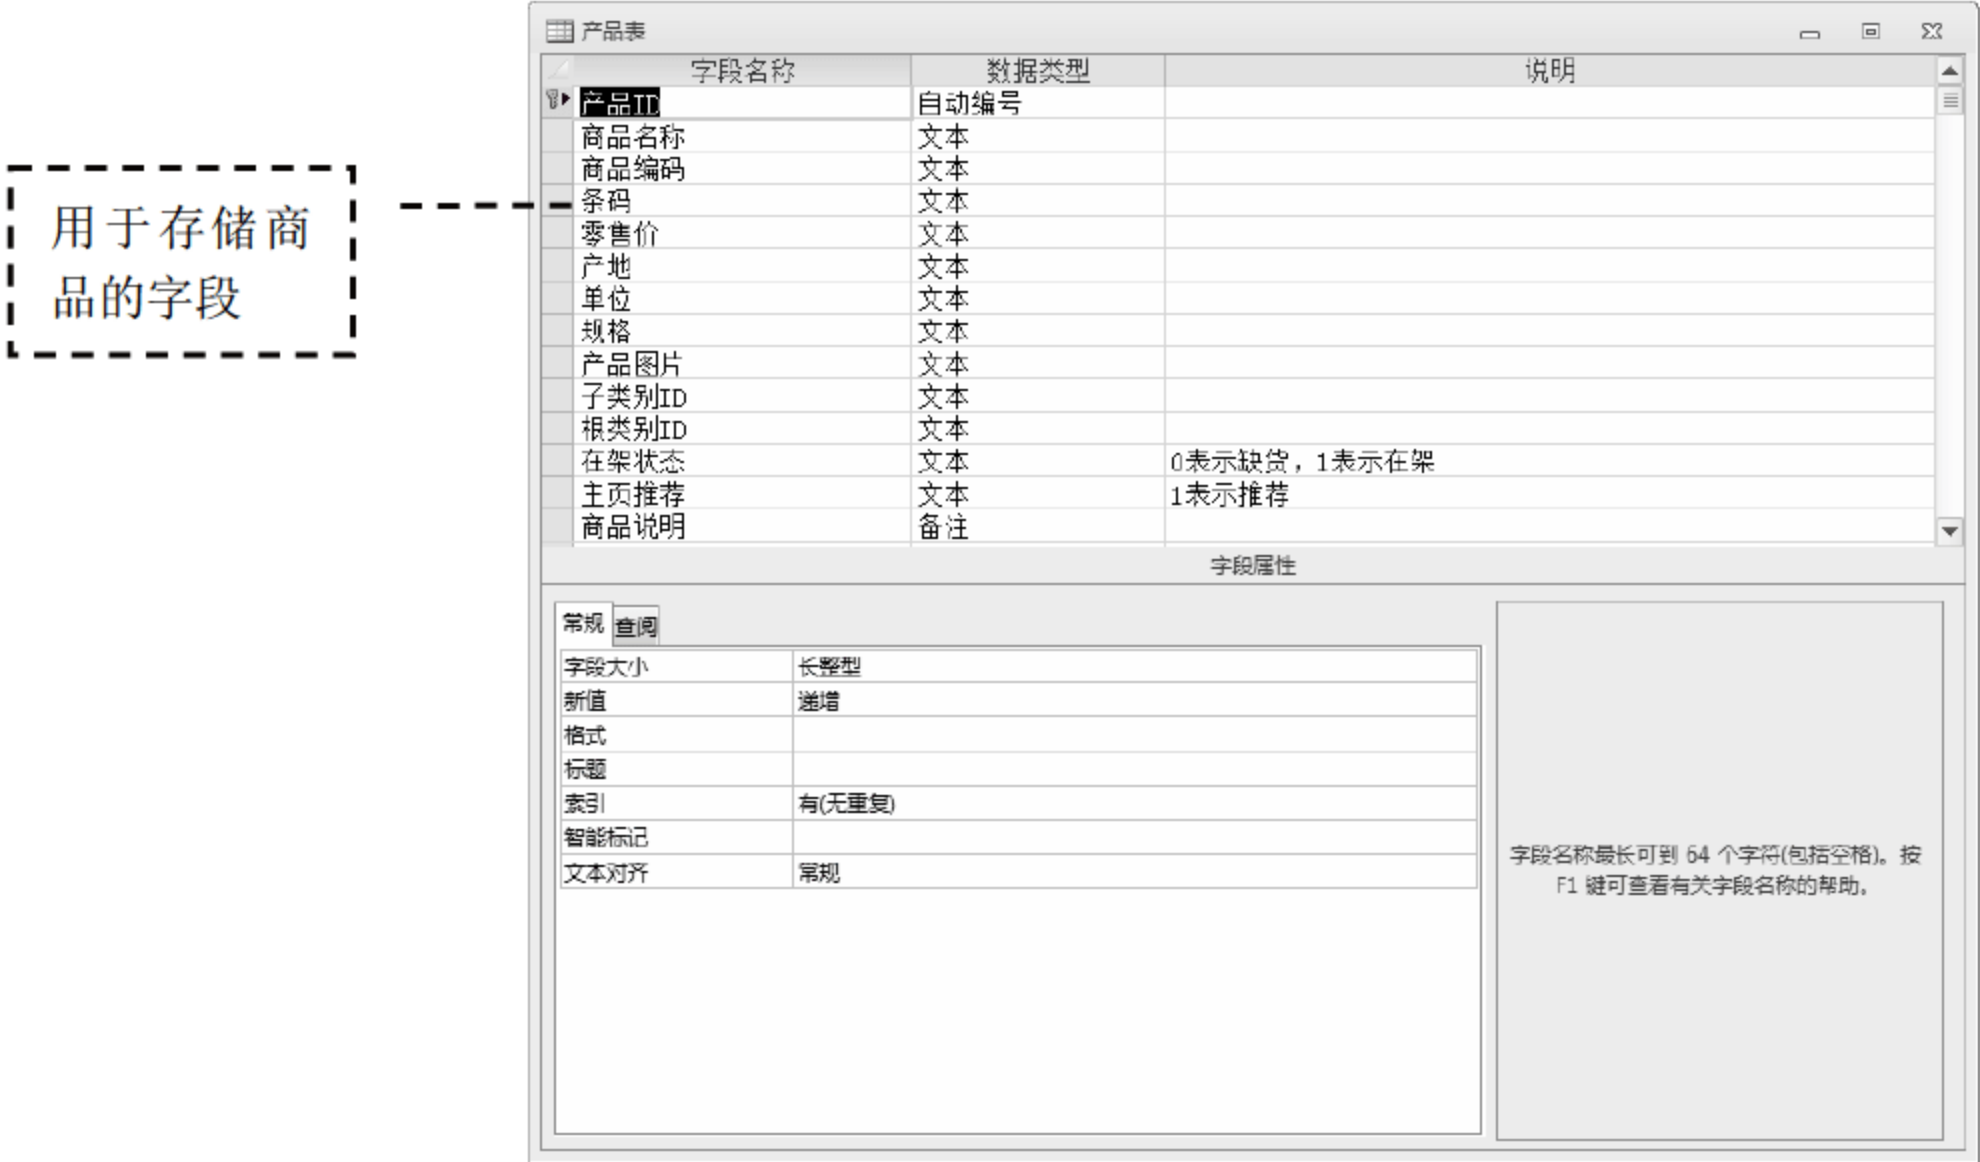 产品表
字段名称 数据类型 说明
产品ID 自动编号
商品名称 文本
商品编码 文本
条码 文本
零售价 文本
产地 文本
单位 文本
规格 文本
产品图片 文本
子类别ID 文本
根类别ID 文本
在架状态 文本 0表示缺货，1表示在架
主页推荐 文本 1表示推荐
商品说明 备注
用于存储商
品的字段
字段属性
常规 查阅
字段大小 长整型
新值 递增
格式
标题
索引 有(无重复)
智能标记
文本对齐 常规
字段名称最长可到 64 个字符(包括空格)。按
F1 键可查看有关字段名称的帮助。